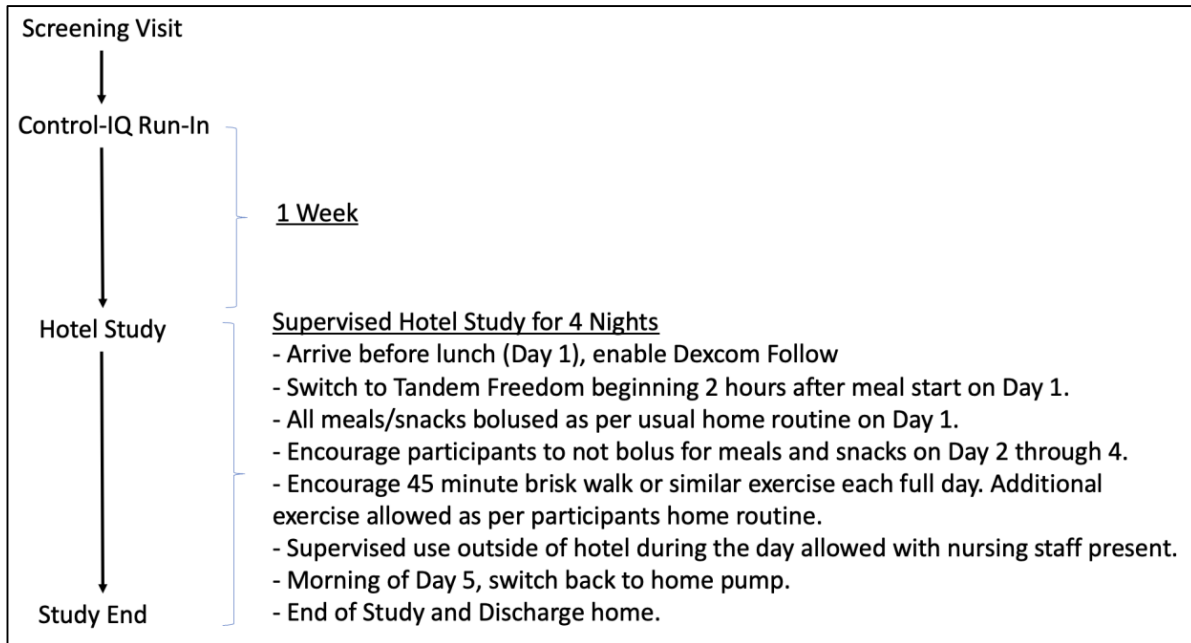 Screening Visit
Control-IQ Run-In
1 Week
Hotel Study
Supervised Hotel Study for 4 Nights
- Arrive before lunch (Day 1), enable Dexcom Follow
- Switch to Tandem Freedom beginning 2 hours after meal start on Day 1.
- All meals/snacks bolused as per usual home routine on Day 1.
- Encourage participants to not bolus for meals and snacks on Day 2 through 4.
- Encourage 45 minute brisk walk or similar exercise each full day. Additional
exercise allowed as per participants home routine.
- Supervised use outside of hotel during the day allowed with nursing staff present.
- Morning of Day 5, switch back to home pump.
- End of Study and Discharge home.
Study End